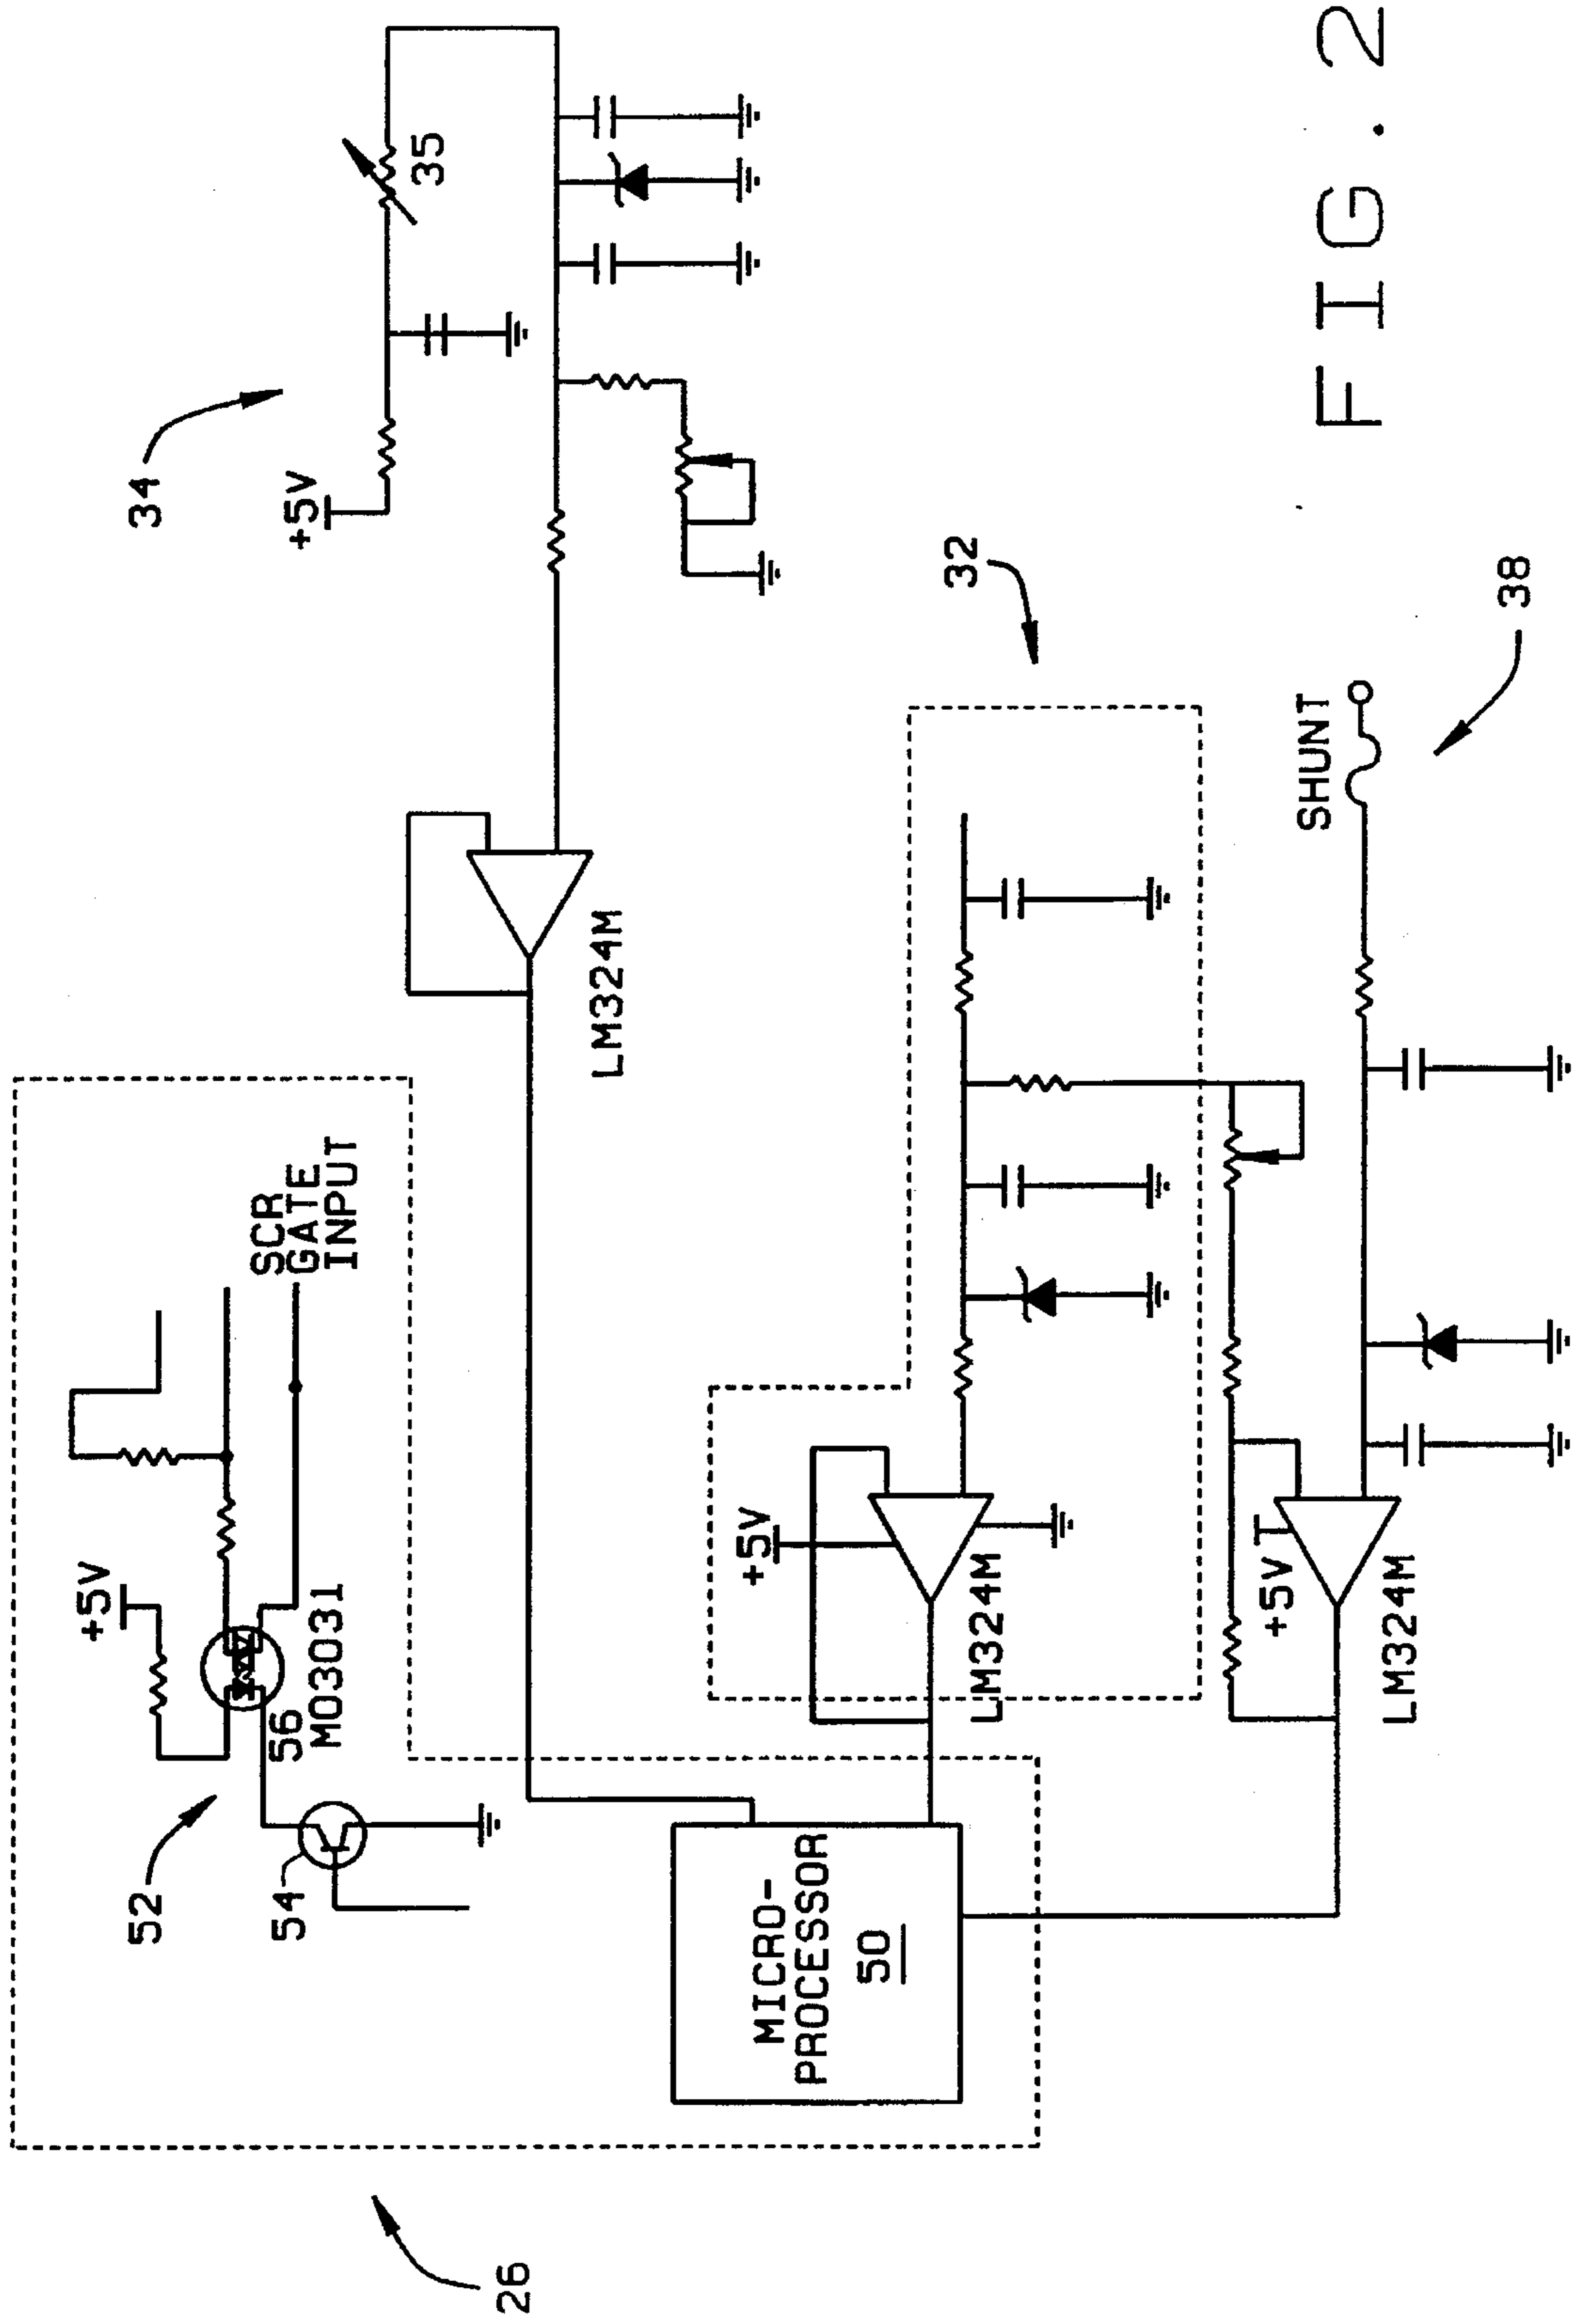 26
52
54
56
MO3031
+5V
SCR
GATE
INPUT
34
+5V
35
LM324M
MICRO-
PROCESSOR
50
+5V
LM324M
32
+5V
LM324M
SHUNT
38
FIG. 2